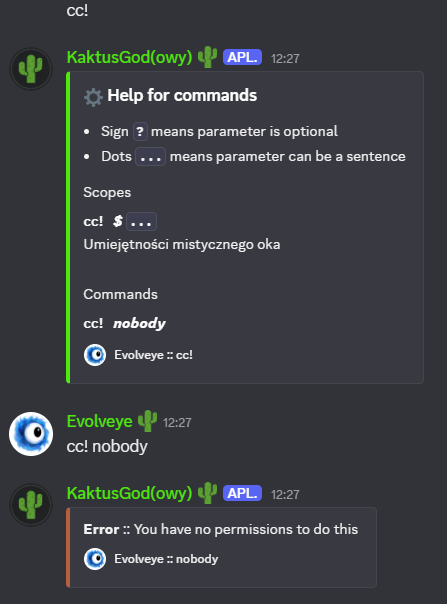 cc!
KaktusGod(owy) APL. 12:27
Help for commands
• Sign ? means parameter is optional
• Dots ... means parameter can be a sentence
Scopes
cc! $ ...
Umiejętności mistycznego oka
Commands
cc! nobody
Evolveye :: cc!
Evolveye 12:27
cc! nobody
KaktusGod(owy) APL. 12:27
Error :: You have no permissions to do this
Evolveye :: nobody